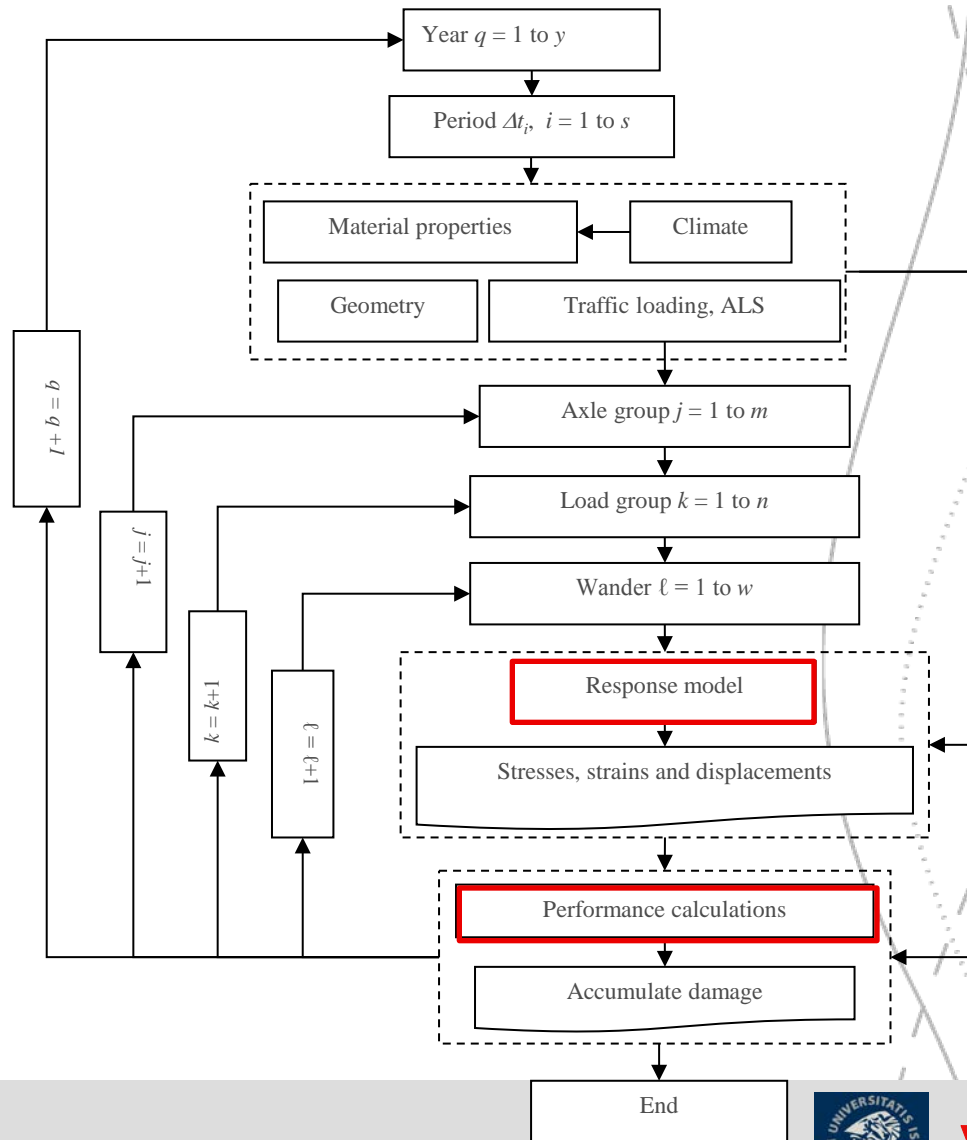 Year q = 1 to y
Period Δtᵢ, i = 1 to s
Material properties
Climate
Geometry
Traffic loading, ALS
q = q + 1
Axle group j = 1 to m
j = j+1
Load group k = 1 to n
k = k+1
Wander ℓ = 1 to w
ℓ = ℓ+1
Response model
Stresses, strains and displacements
Performance calculations
Accumulate damage
End
UNIVERSITATIS